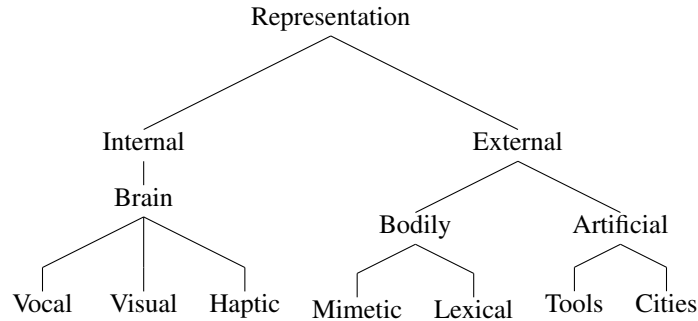 Representation
Internal External
Brain
Bodily Artificial
Vocal Visual Haptic Mimetic Lexical Tools Cities